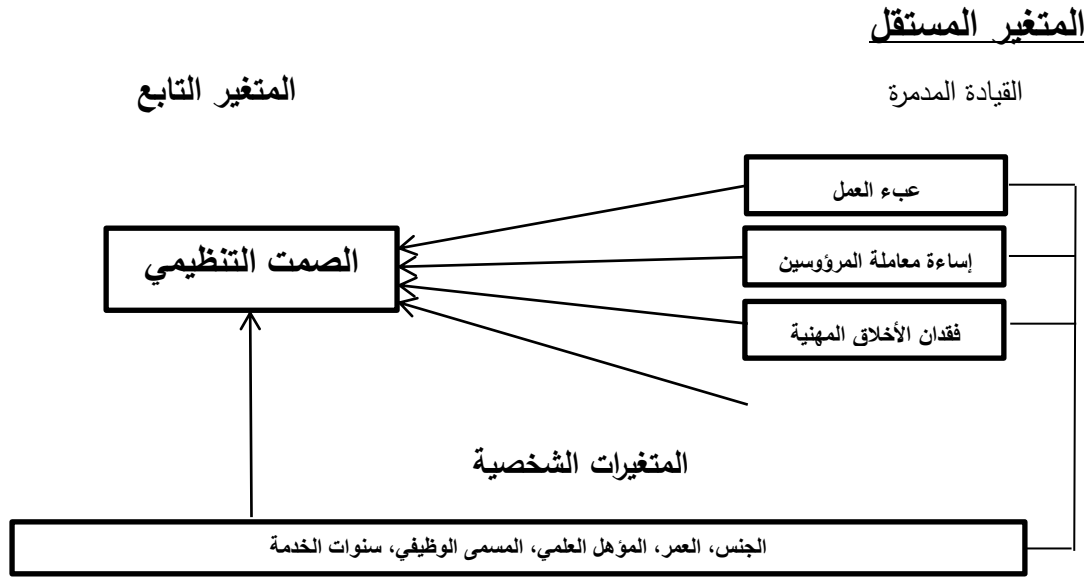 المتغير المستقل
القيادة المدمرة
المتغير التابع
عبء العمل
إساءة معاملة المرؤوسين
فقدان الأخلاق المهنية
الصمت التنظيمي
المتغيرات الشخصية
الجنس، العمر، المؤهل العلمي، المسمى الوظيفي، سنوات الخدمة